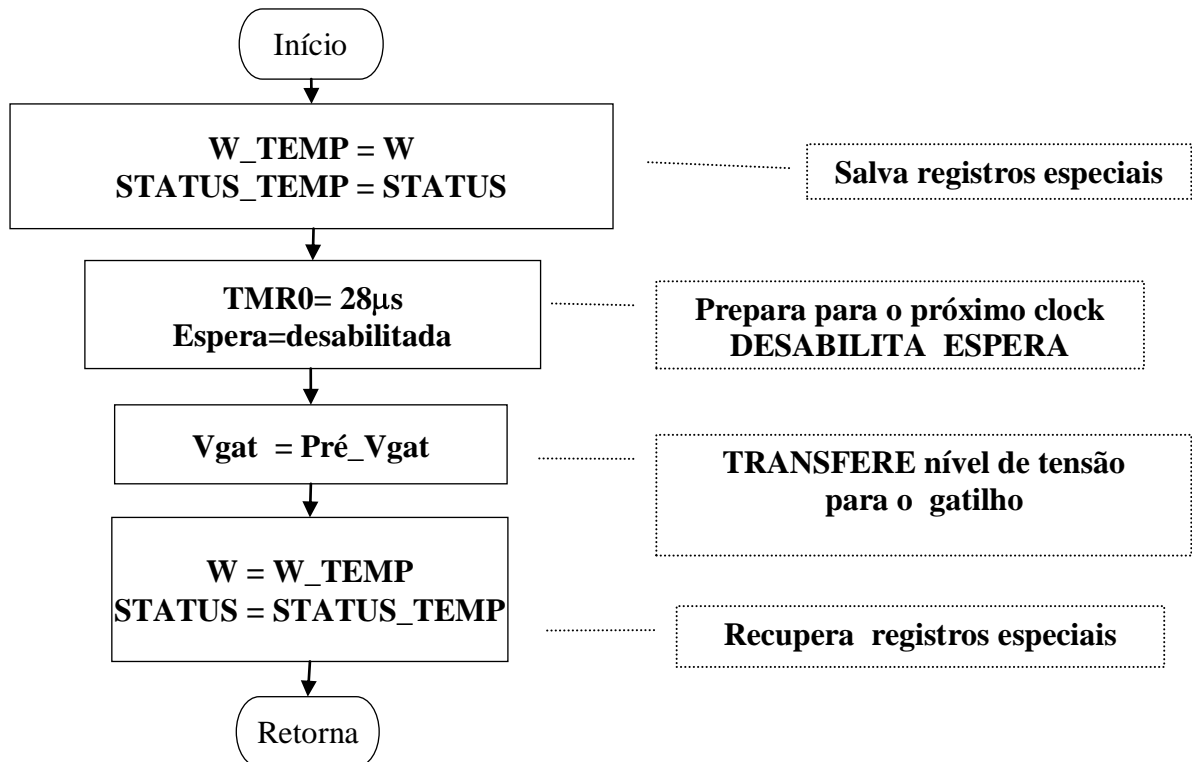 Início
W_TEMP = W
STATUS_TEMP = STATUS
Salva registros especiais
TMR0= 28μs
Espera=desabilitada
Prepara para o próximo clock
DESABILITA ESPERA
Vgat = Pré_Vgat
TRANSFERE nível de tensão
para o gatilho
W = W_TEMP
STATUS = STATUS_TEMP
Recupera registros especiais
Retorna